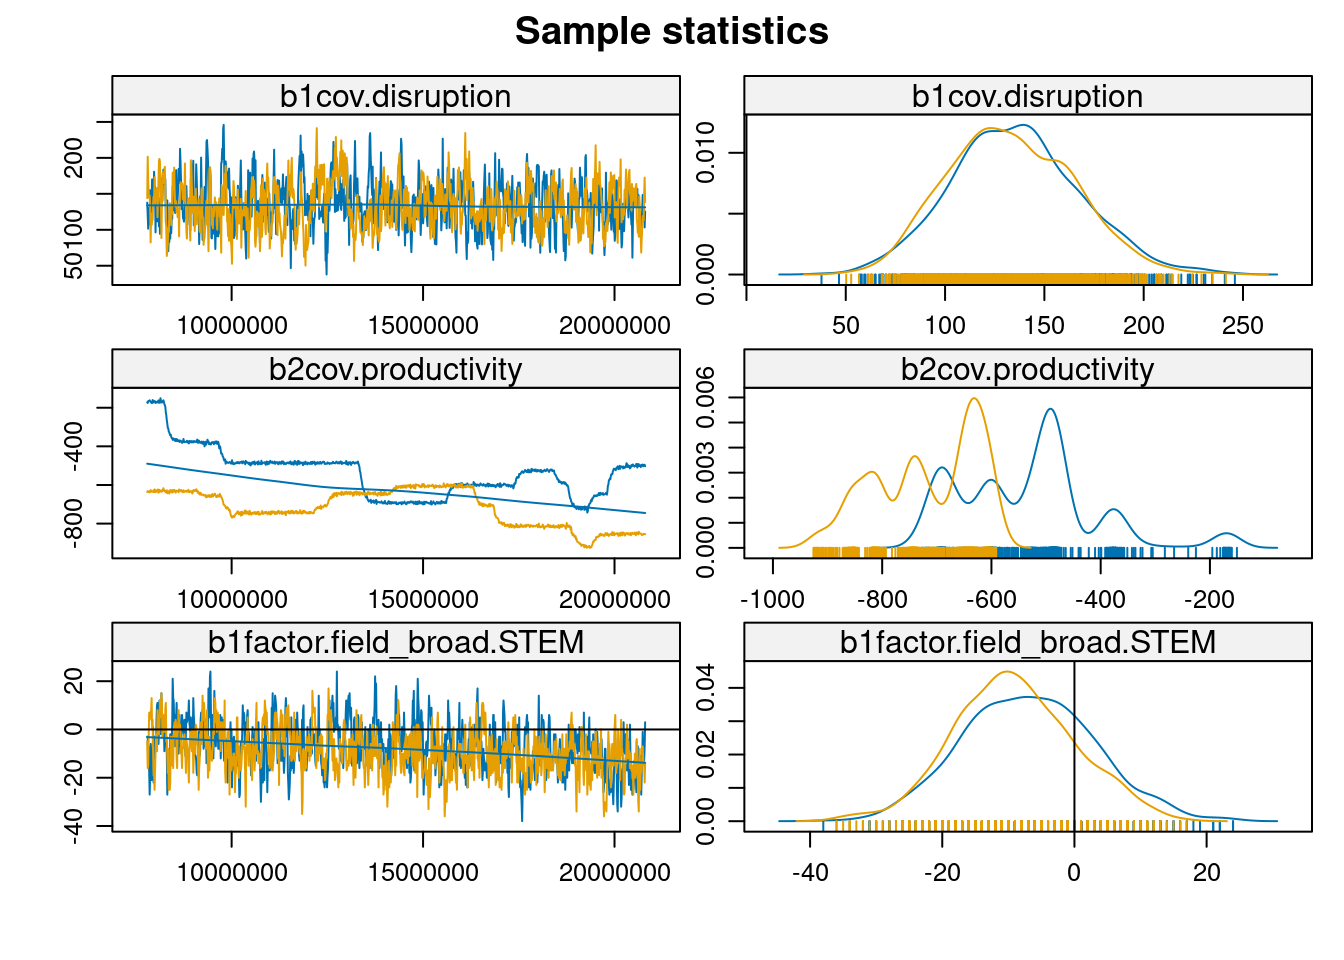 Sample statistics
b1cov.disruption
b1cov.disruption
200
100
50
10000000 15000000 20000000
0.010
0.000
50 100 150 200 250
b2cov.productivity
b2cov.productivity
-400
-800
10000000 15000000 20000000
0.006
0.003
0.000
-1000 -800 -600 -400 -200
b1factor.field_broad.STEM
b1factor.field_broad.STEM
20
0
-20
-40
10000000 15000000 20000000
0.04
0.02
0.00
-40 -20 0 20